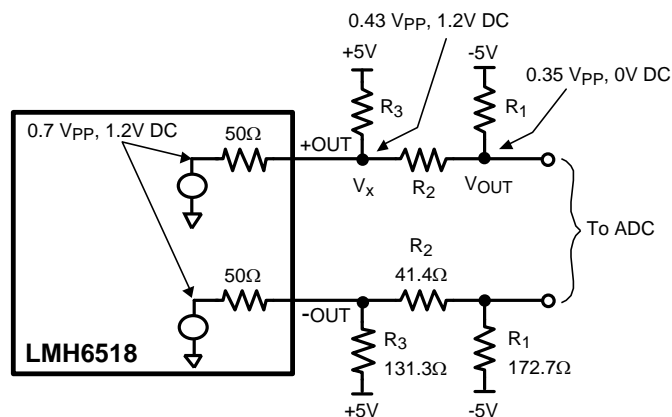 0.43 VPP, 1.2V DC
+5V
-5V
0.35 VPP, 0V DC
R3
R1
0.7 VPP, 1.2V DC
50Ω
+OUT
Vx
R2
VOUT
To ADC
R2
41.4Ω
50Ω
-OUT
R3
131.3Ω
R1
172.7Ω
LMH6518
+5V
-5V